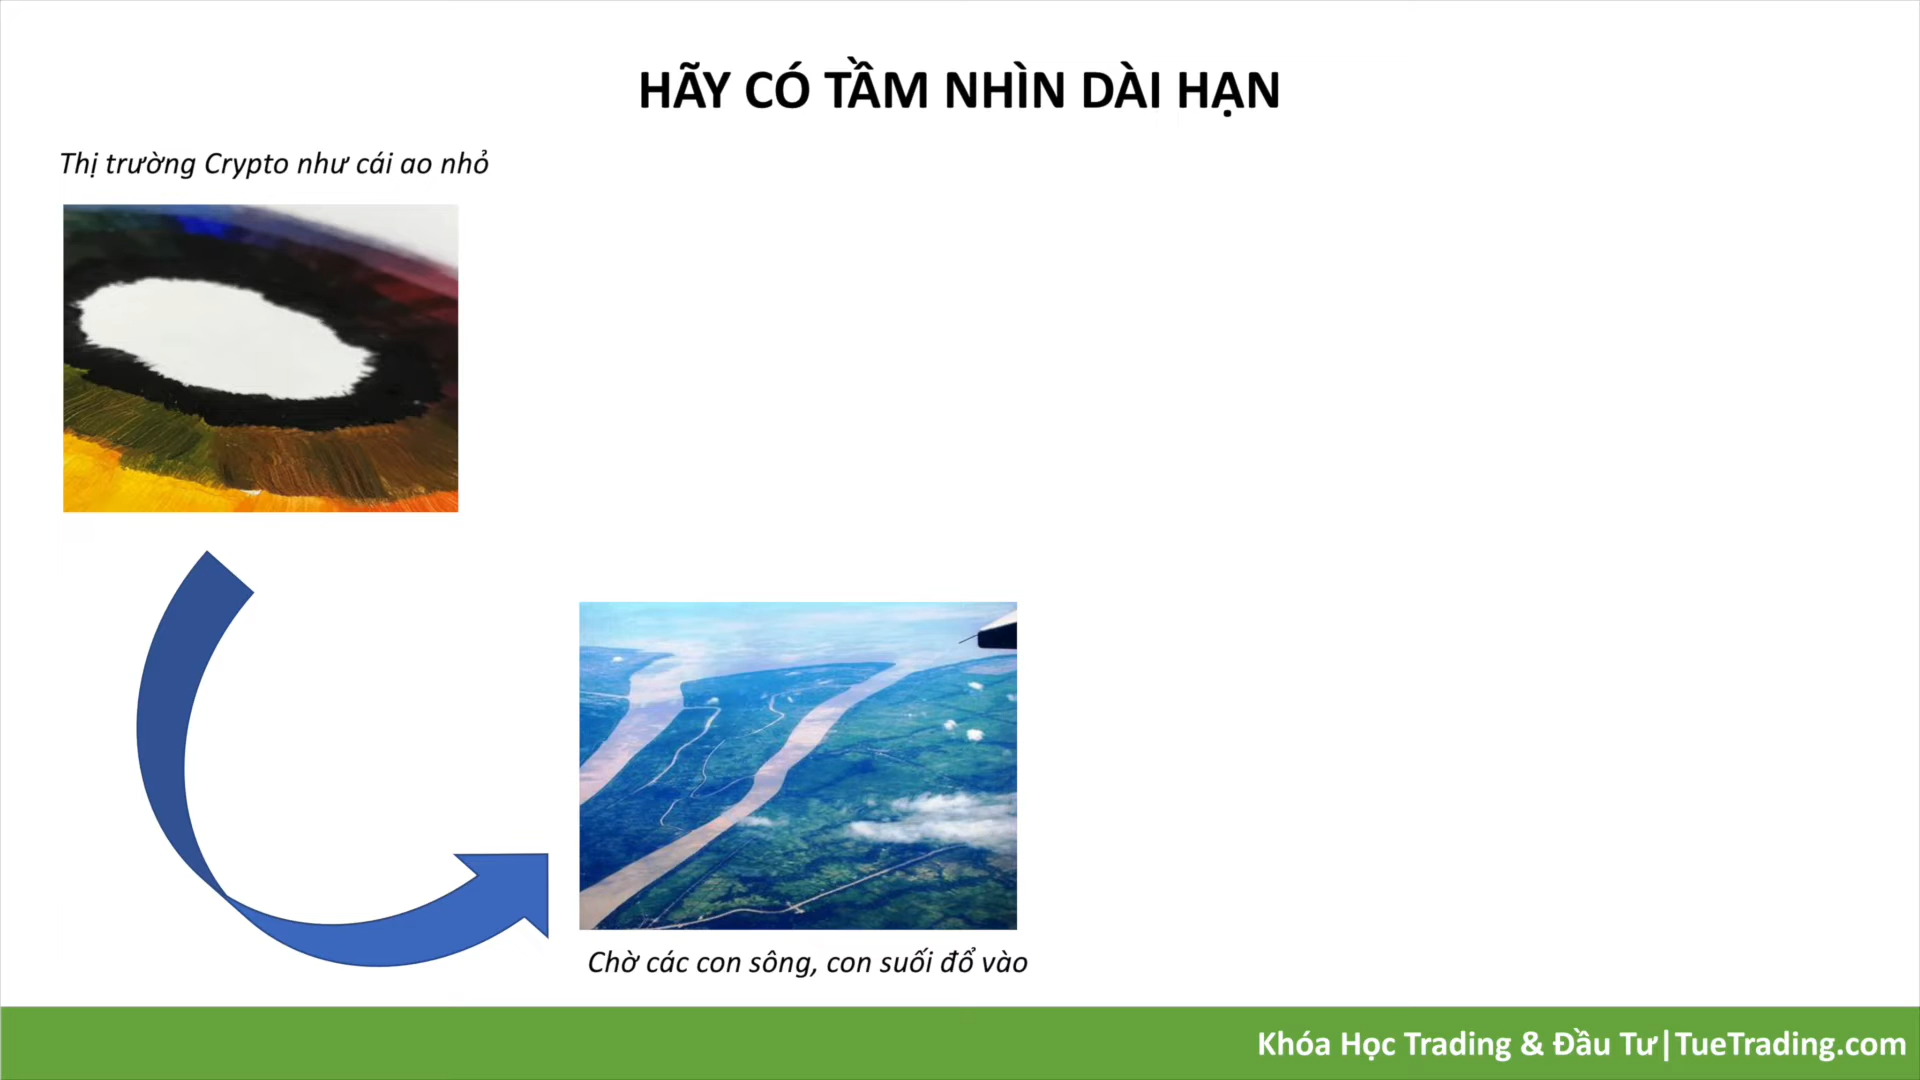 HÃY CÓ TẦM NHÌN DÀI HẠN
Thị trường Crypto như cái ao nhỏ
Chờ các con sông, con suối đổ vào
Khóa Học Trading & Đầu Tư|TueTrading.com